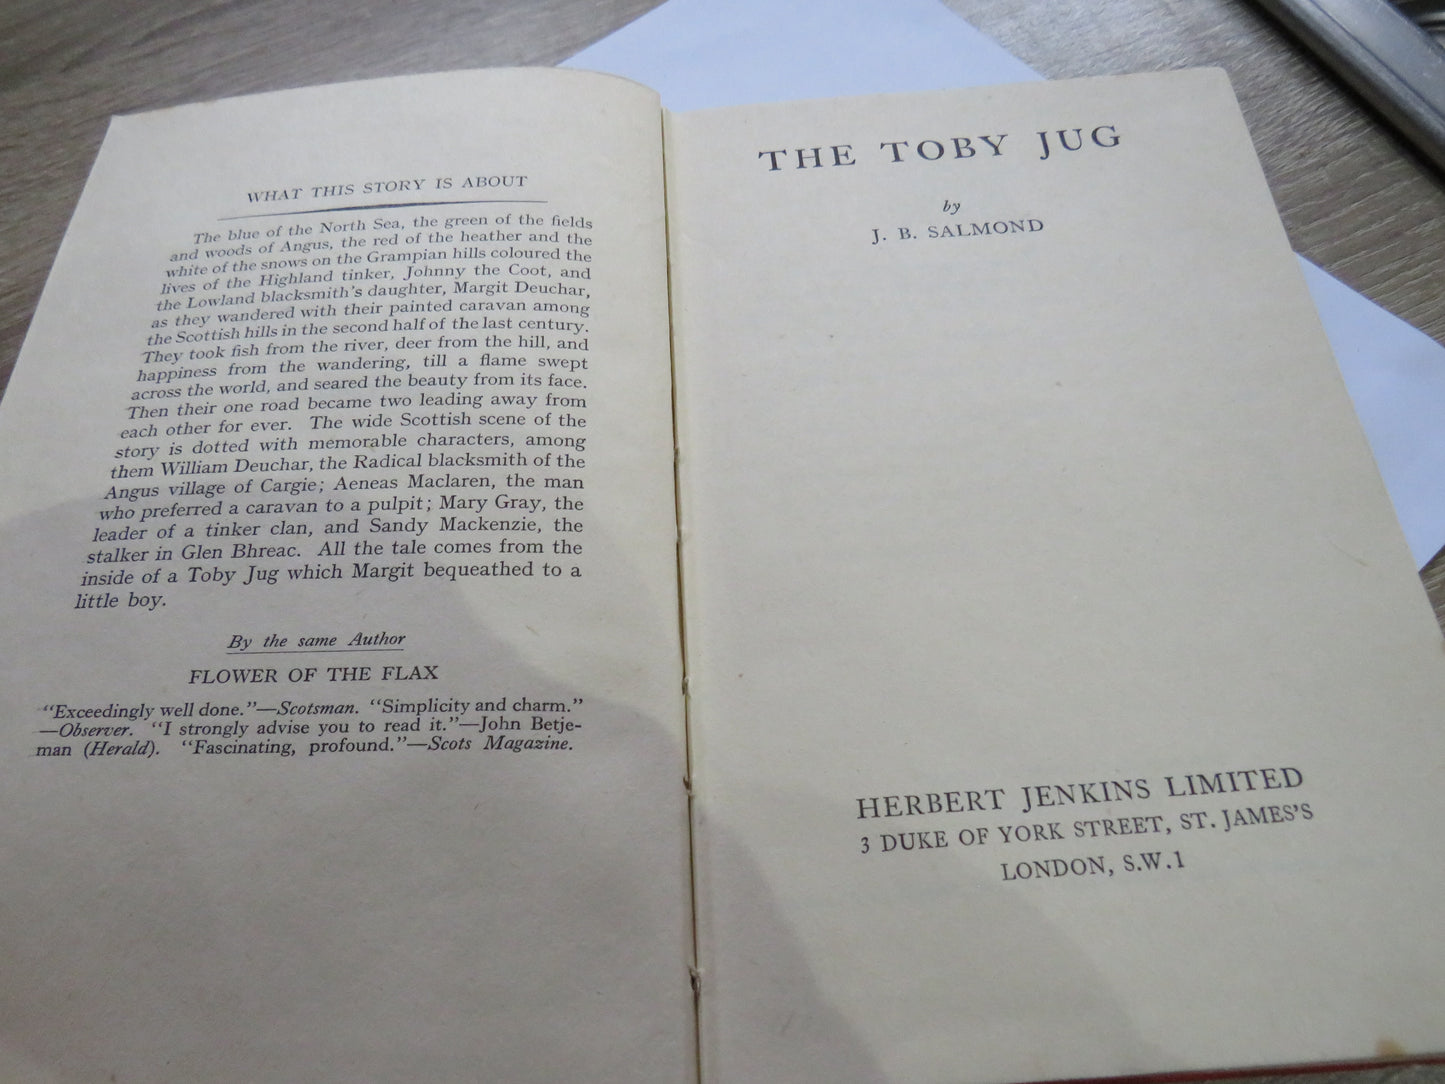 WHAT THIS STORY IS ABOUT
The blue of the North Sea, the green of the fields
and woods of Angus, the red of the heather and the
white of the snows on the Grampian hills coloured the
lives of the Highland tinker, Johnny the Coot, and
the Lowland blacksmith's daughter, Margit Deuchar,
as they wandered with their painted caravan among
the Scottish hills in the second half of the last century.
They took fish from the river, deer from the hill, and
happiness from the wandering, till a flame swept
across the world, and seared the beauty from its face.
Then their one road became two leading away from
each other for ever. The wide Scottish scene of the
story is dotted with memorable characters, among
them William Deuchar, the Radical blacksmith of the
Angus village of Cargie; Aeneas Maclaren, the man
who preferred a caravan to a pulpit; Mary Gray, the
leader of a tinker clan, and Sandy Mackenzie, the
stalker in Glen Bhreac. All the tale comes from the
inside of a Toby Jug which Margit bequeathed to a
little boy.
By the same Author
FLOWER OF THE FLAX
"Exceedingly well done."—Scotsman. "Simplicity and charm."
—Observer. "I strongly advise you to read it."—John Betje-
man (Herald). "Fascinating, profound."—Scots Magazine.
THE TOBY JUG
by
J. B. SALMOND
HERBERT JENKINS LIMITED
3 DUKE OF YORK STREET, ST. JAMES'S
LONDON, S.W.1